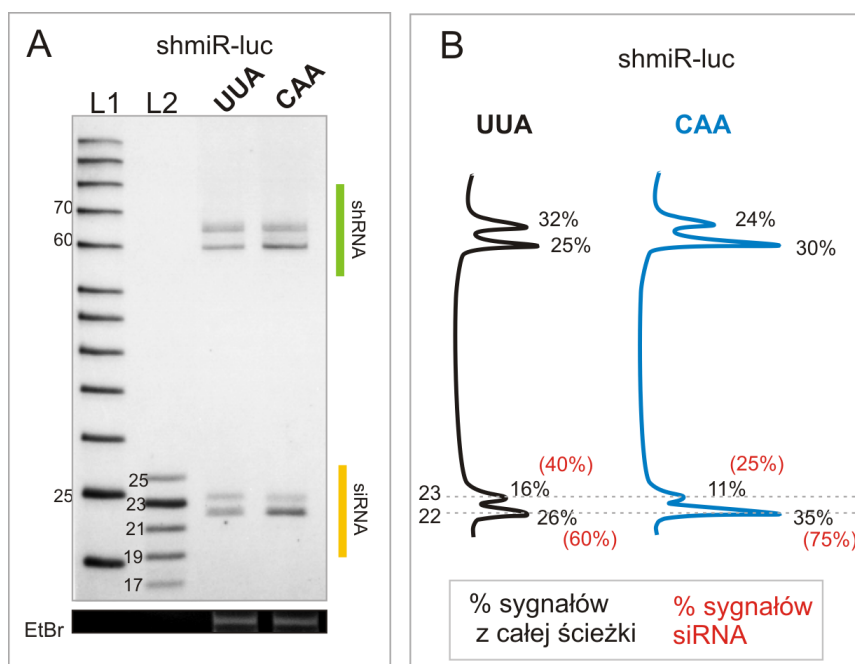 A
shmiR-luc
L1 L2 UUA CAA
70
60
shRNA
25
25
23
21
19
17
siRNA
EtBr
B
shmiR-luc
UUA CAA
32% 24%
25% 30%
(40%) (25%)
23 16% 11%
22 26% 35%
(60%) (75%)
% sygnałów % sygnałów
z całej ścieżki siRNA